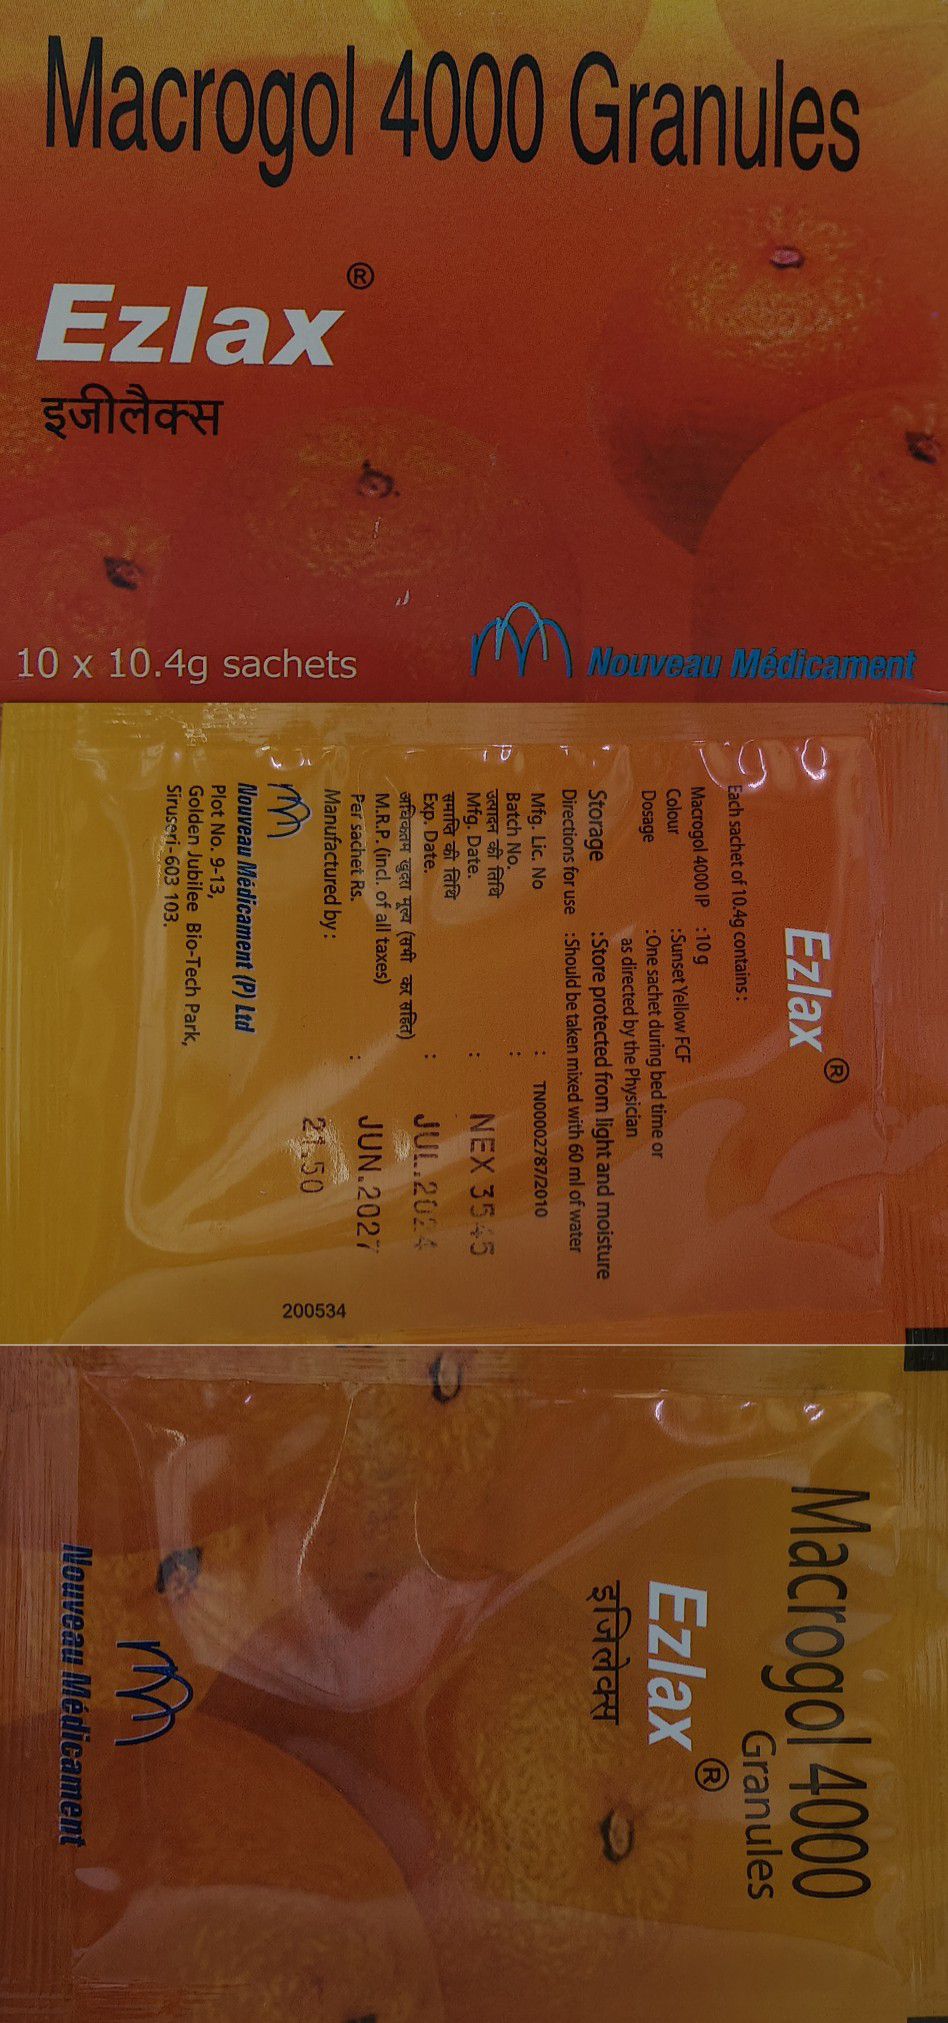 Macrogol 4000 Granules
Ezlax®
इजीलैक्स
10 x 10.4g sachets
Nouveau Médicament
Ezlax®
Each sachet of 10.4g contains:
Macrogol 4000 IP :10 g
Colour :Sunset Yellow FCF
Dosage :One sachet during bed time or
as directed by the Physician
Storage :Store protected from light and moisture
Directions for use :Should be taken mixed with 60 ml of water
Mfg. Lic. No : TN00002787/2010
Batch No. :
उत्पादन की तिथि
Mfg. Date. : NEX 3545
समाप्ति की तिथि
Exp. Date. : JUL.2024
अधिकतम खुदरा मूल्य (सभी कर सहित)
M.R.P. (incl. of all taxes)
Per sachet Rs. : JUN.2027
21.50
Manufactured by :
Nouveau Médicament (P) Ltd
Plot No. 9-13,
Golden Jubilee Bio-Tech Park,
Siruseri-603 103.
200534
Macrogol 4000
Granules
Ezlax®
इजिलेक्स
Nouveau Médicament